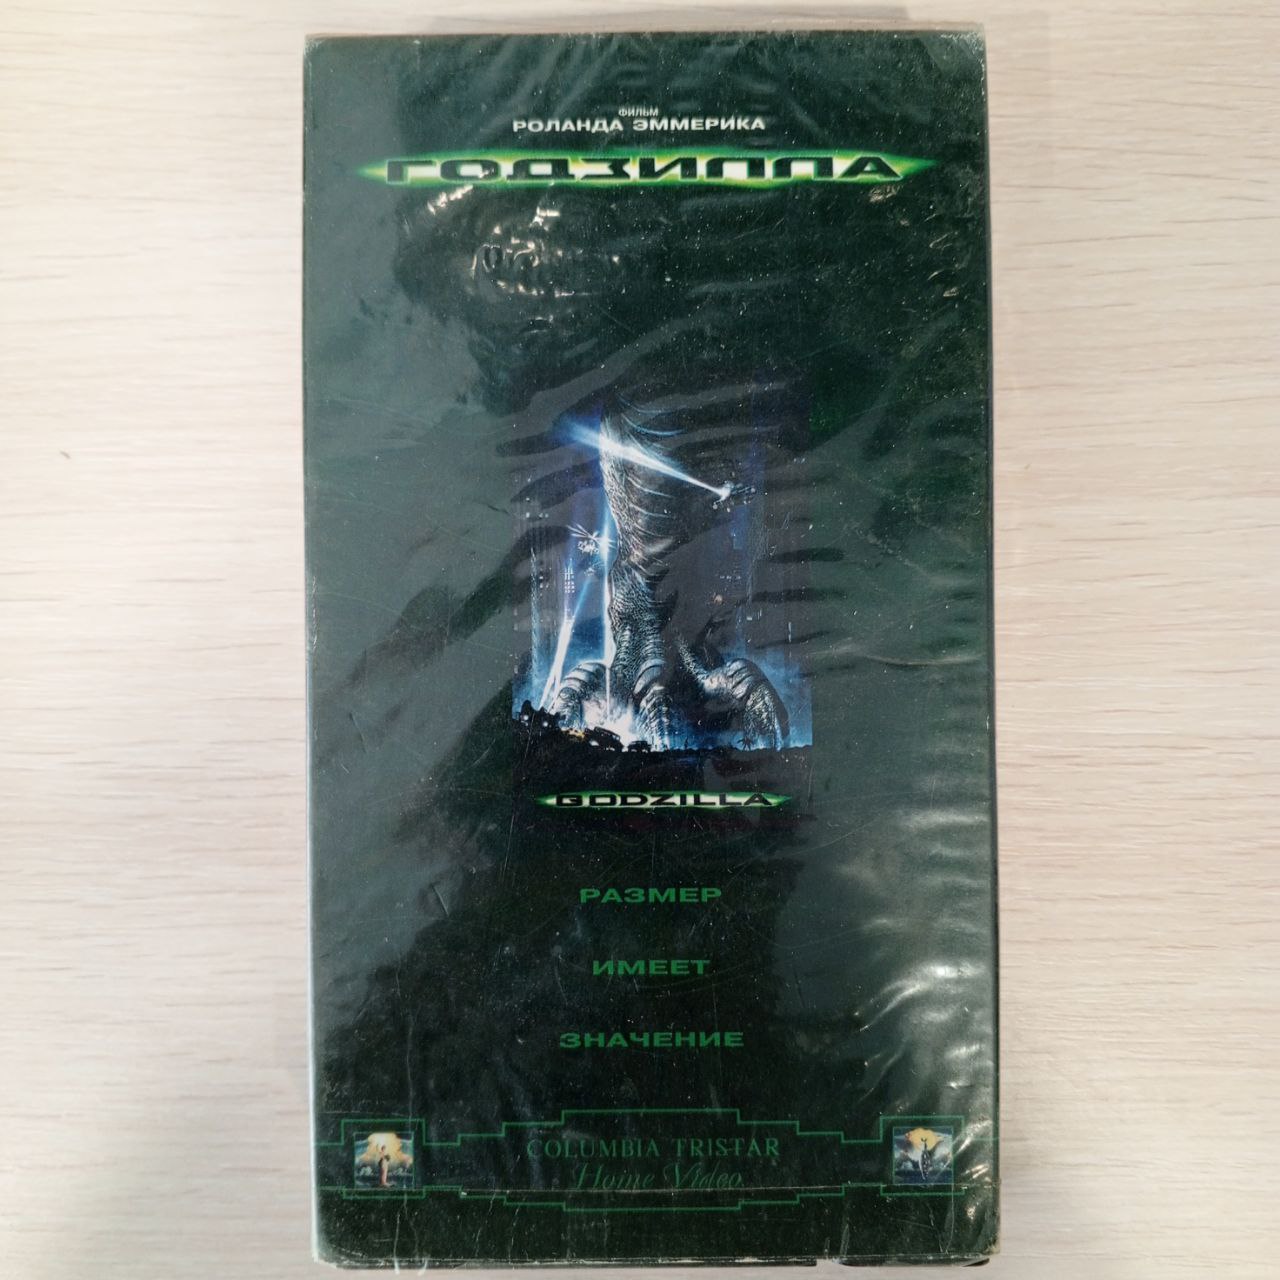 ФИЛЬМ
РОЛАНДА ЭММЕРИКА
ГОДЗИЛЛА
GODZILLA
РАЗМЕР
ИМЕЕТ
ЗНАЧЕНИЕ
COLUMBIA TRISTAR
Home Video